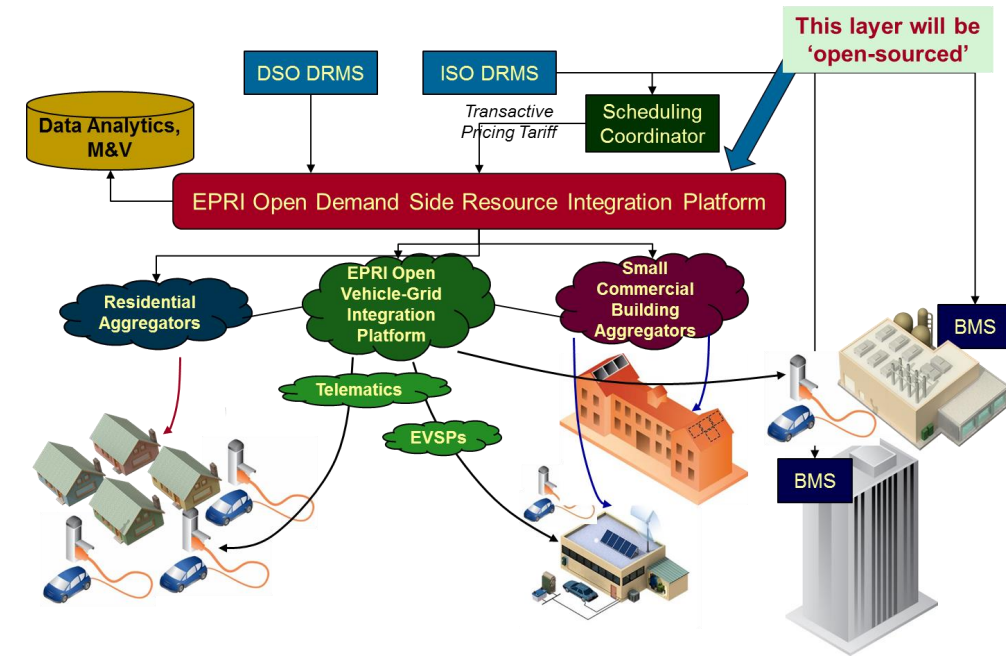 This layer will be
'open-sourced'
DSO DRMS
ISO DRMS
Transactive
Pricing Tariff
Scheduling
Coordinator
Data Analytics,
M&V
EPRI Open Demand Side Resource Integration Platform
Residential
Aggregators
EPRI Open
Vehicle-Grid
Integration
Platform
Small
Commercial
Building
Aggregators
BMS
Telematics
EVSPs
BMS